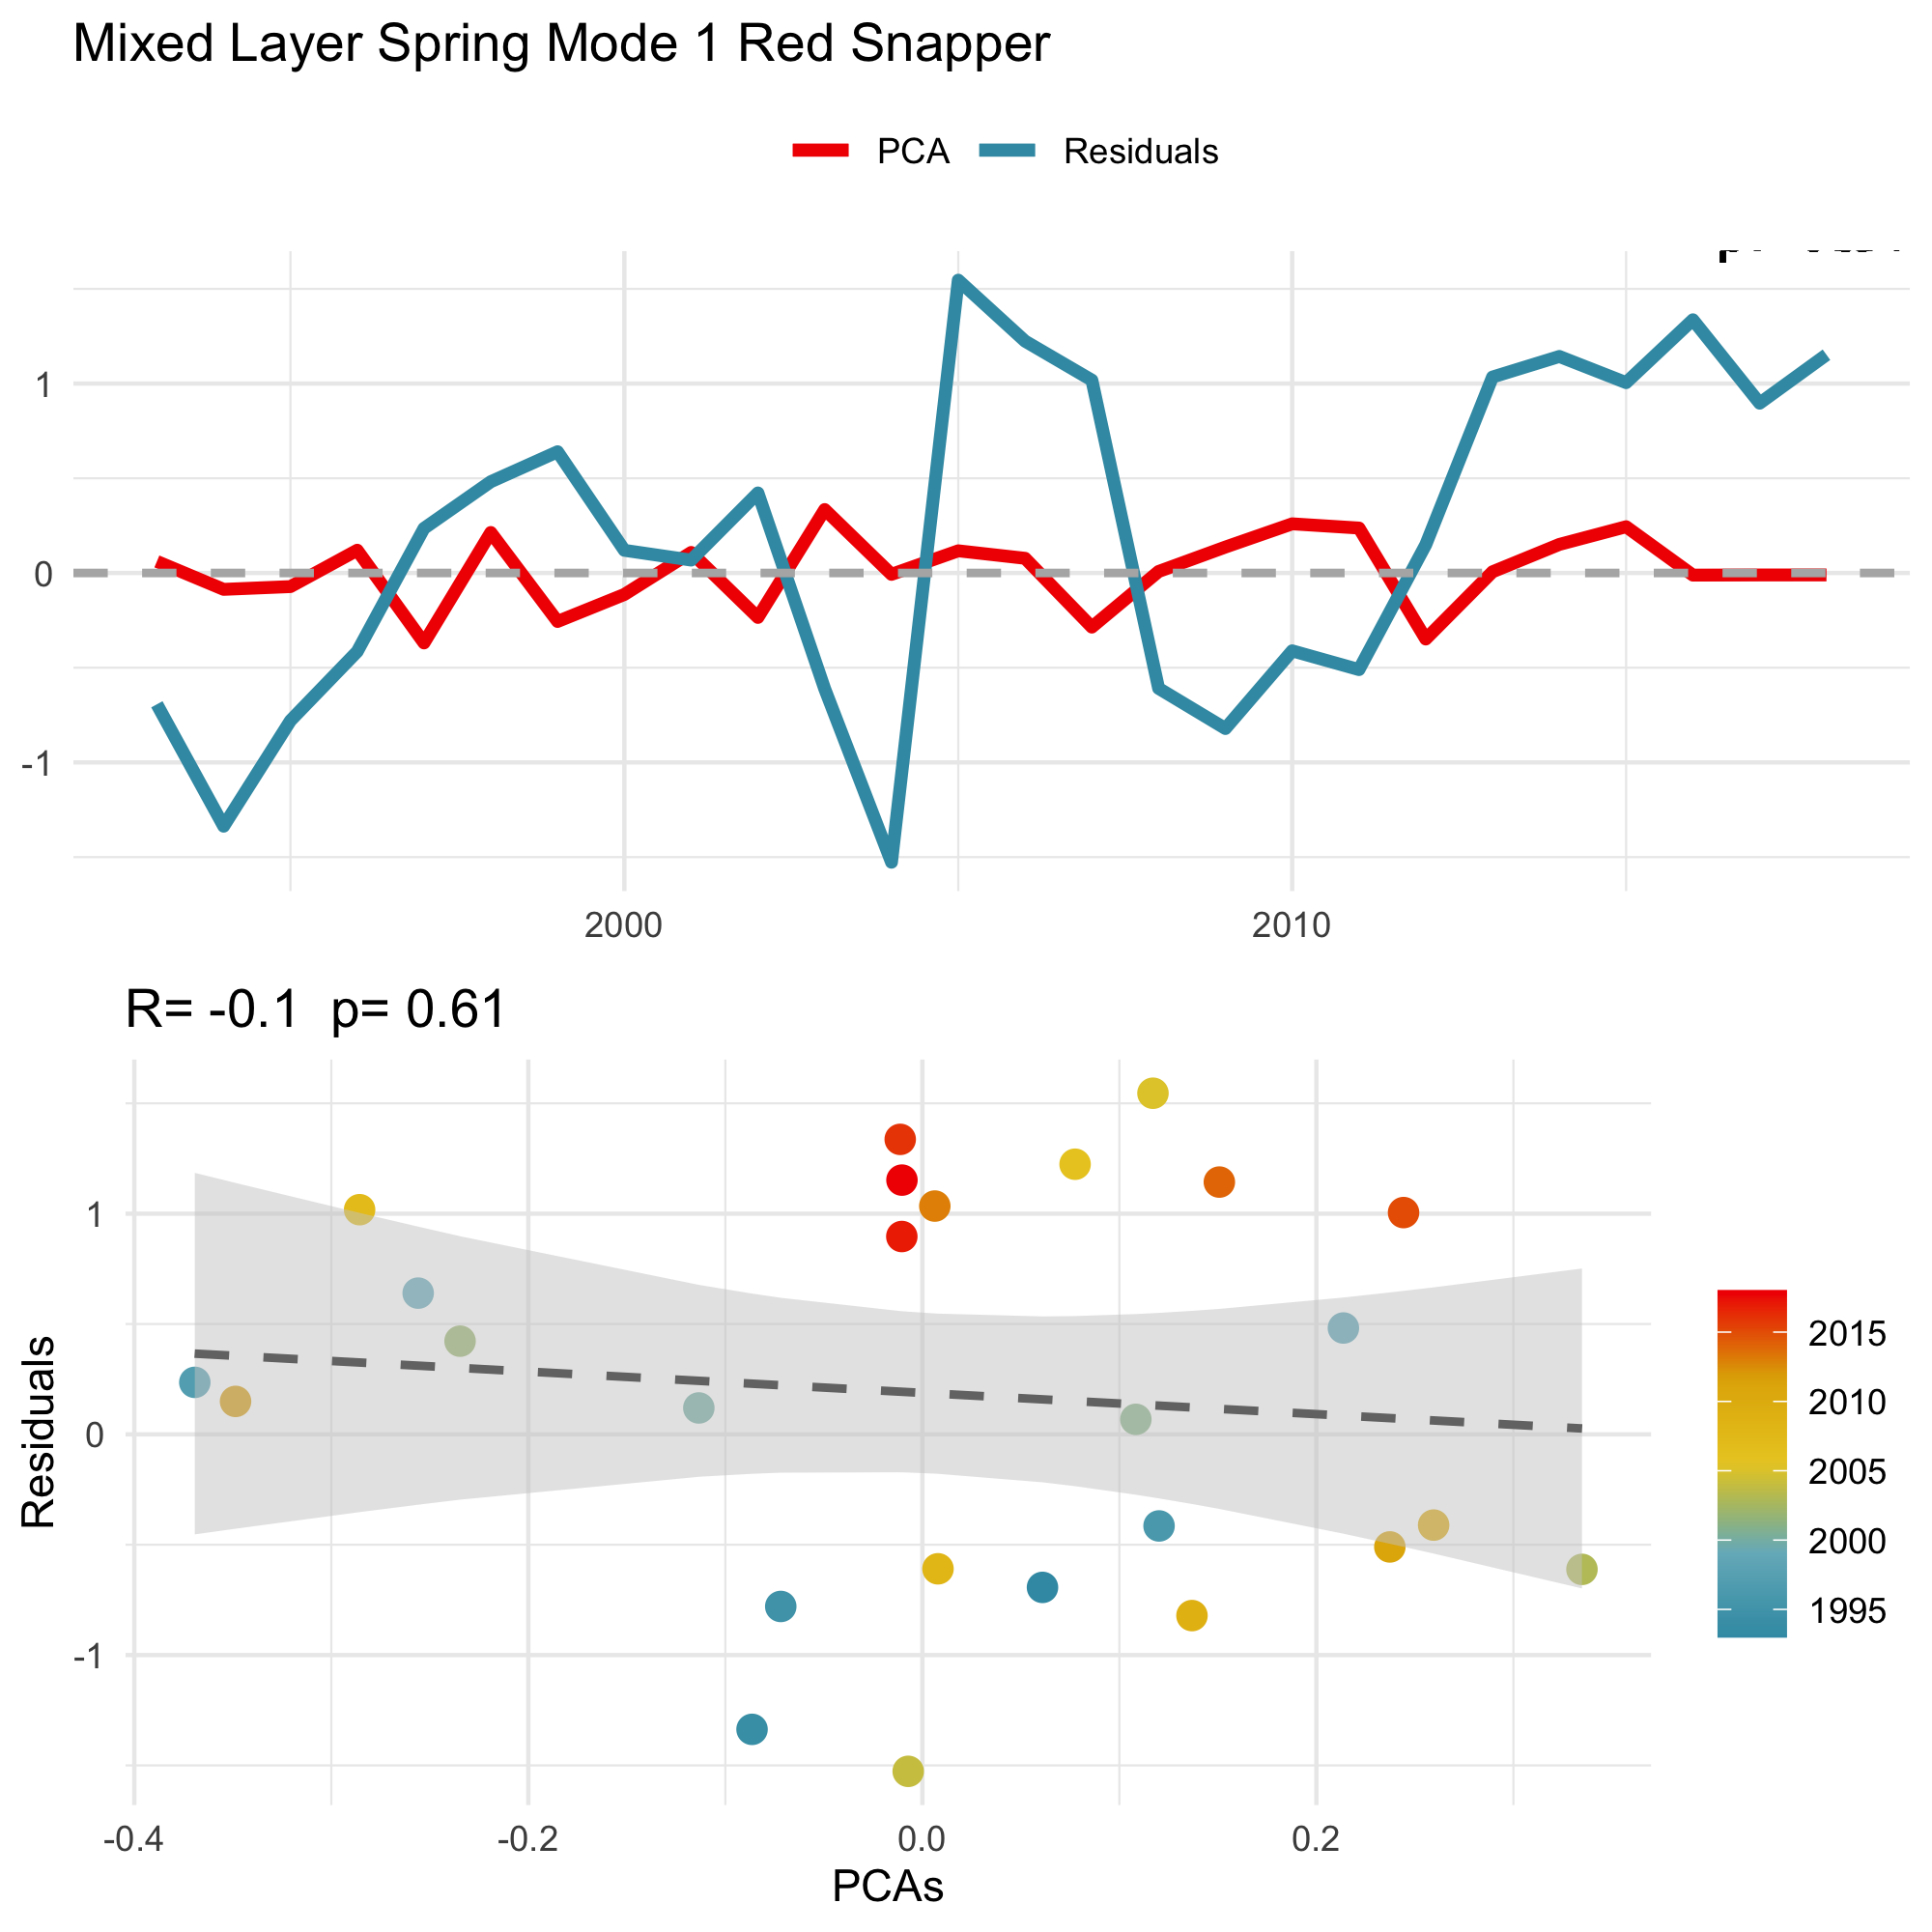 Mixed Layer Spring Mode 1 Red Snapper
PCA Residuals
1
0
-1
2000 2010
R= -0.1 p= 0.61
Residuals
1
0
-1
-0.4 -0.2 0.0 0.2
PCAs
2015
2010
2005
2000
1995